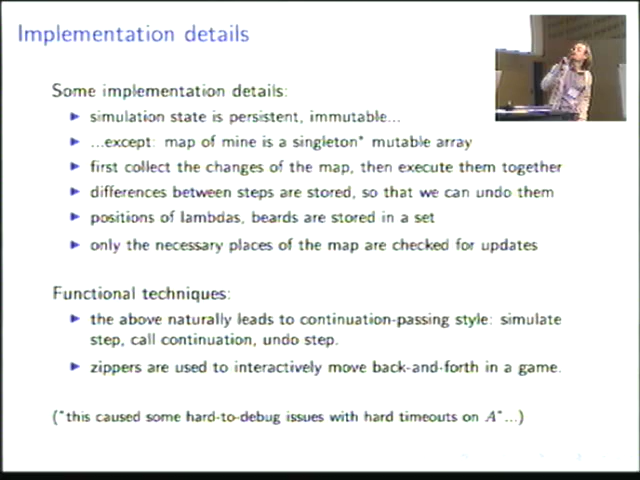 Implementation details
Some implementation details:
simulation state is persistent, immutable...
...except: map of mine is a singleton* mutable array
first collect the changes of the map, then execute them together
differences between steps are stored, so that we can undo them
positions of lambdas, beards are stored in a set
only the necessary places of the map are checked for updates
Functional techniques:
the above naturally leads to continuation-passing style: simulate
step, call continuation, undo step.
zippers are used to interactively move back-and-forth in a game.
(*this caused some hard-to-debug issues with hard timeouts on A*...)